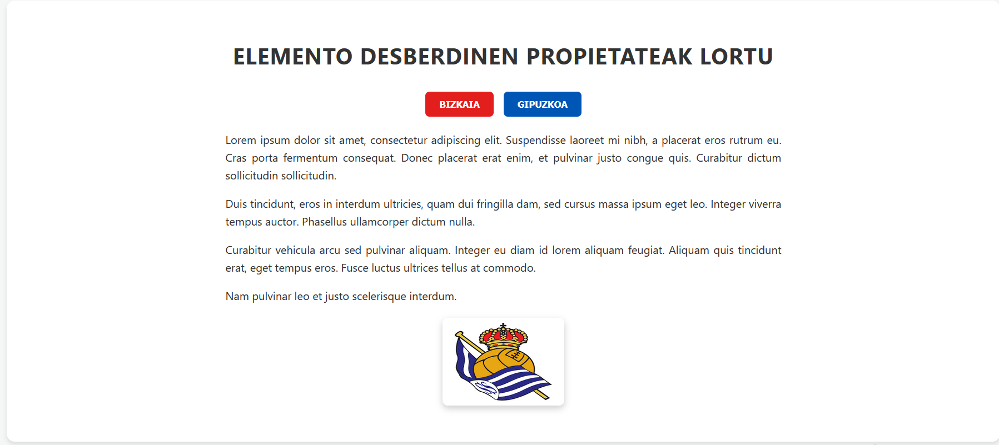 ELEMENTO DESBERDINEN PROPIETATEAK LORTU
BIZKAIA GIPUZKOA
Lorem ipsum dolor sit amet, consectetur adipiscing elit. Suspendisse laoreet mi nibh, a placerat eros rutrum eu.
Cras porta fermentum consequat. Donec placerat erat enim, et pulvinar justo congue quis. Curabitur dictum
sollicitudin sollicitudin.
Duis tincidunt, eros in interdum ultricies, quam dui fringilla dam, sed cursus massa ipsum eget leo. Integer viverra
tempus auctor. Phasellus ullamcorper dictum nulla.
Curabitur vehicula arcu sed pulvinar aliquam. Integer eu diam id lorem aliquam feugiat. Aliquam quis tincidunt
erat, eget tempus eros. Fusce luctus ultrices tellus at commodo.
Nam pulvinar leo et justo scelerisque interdum.